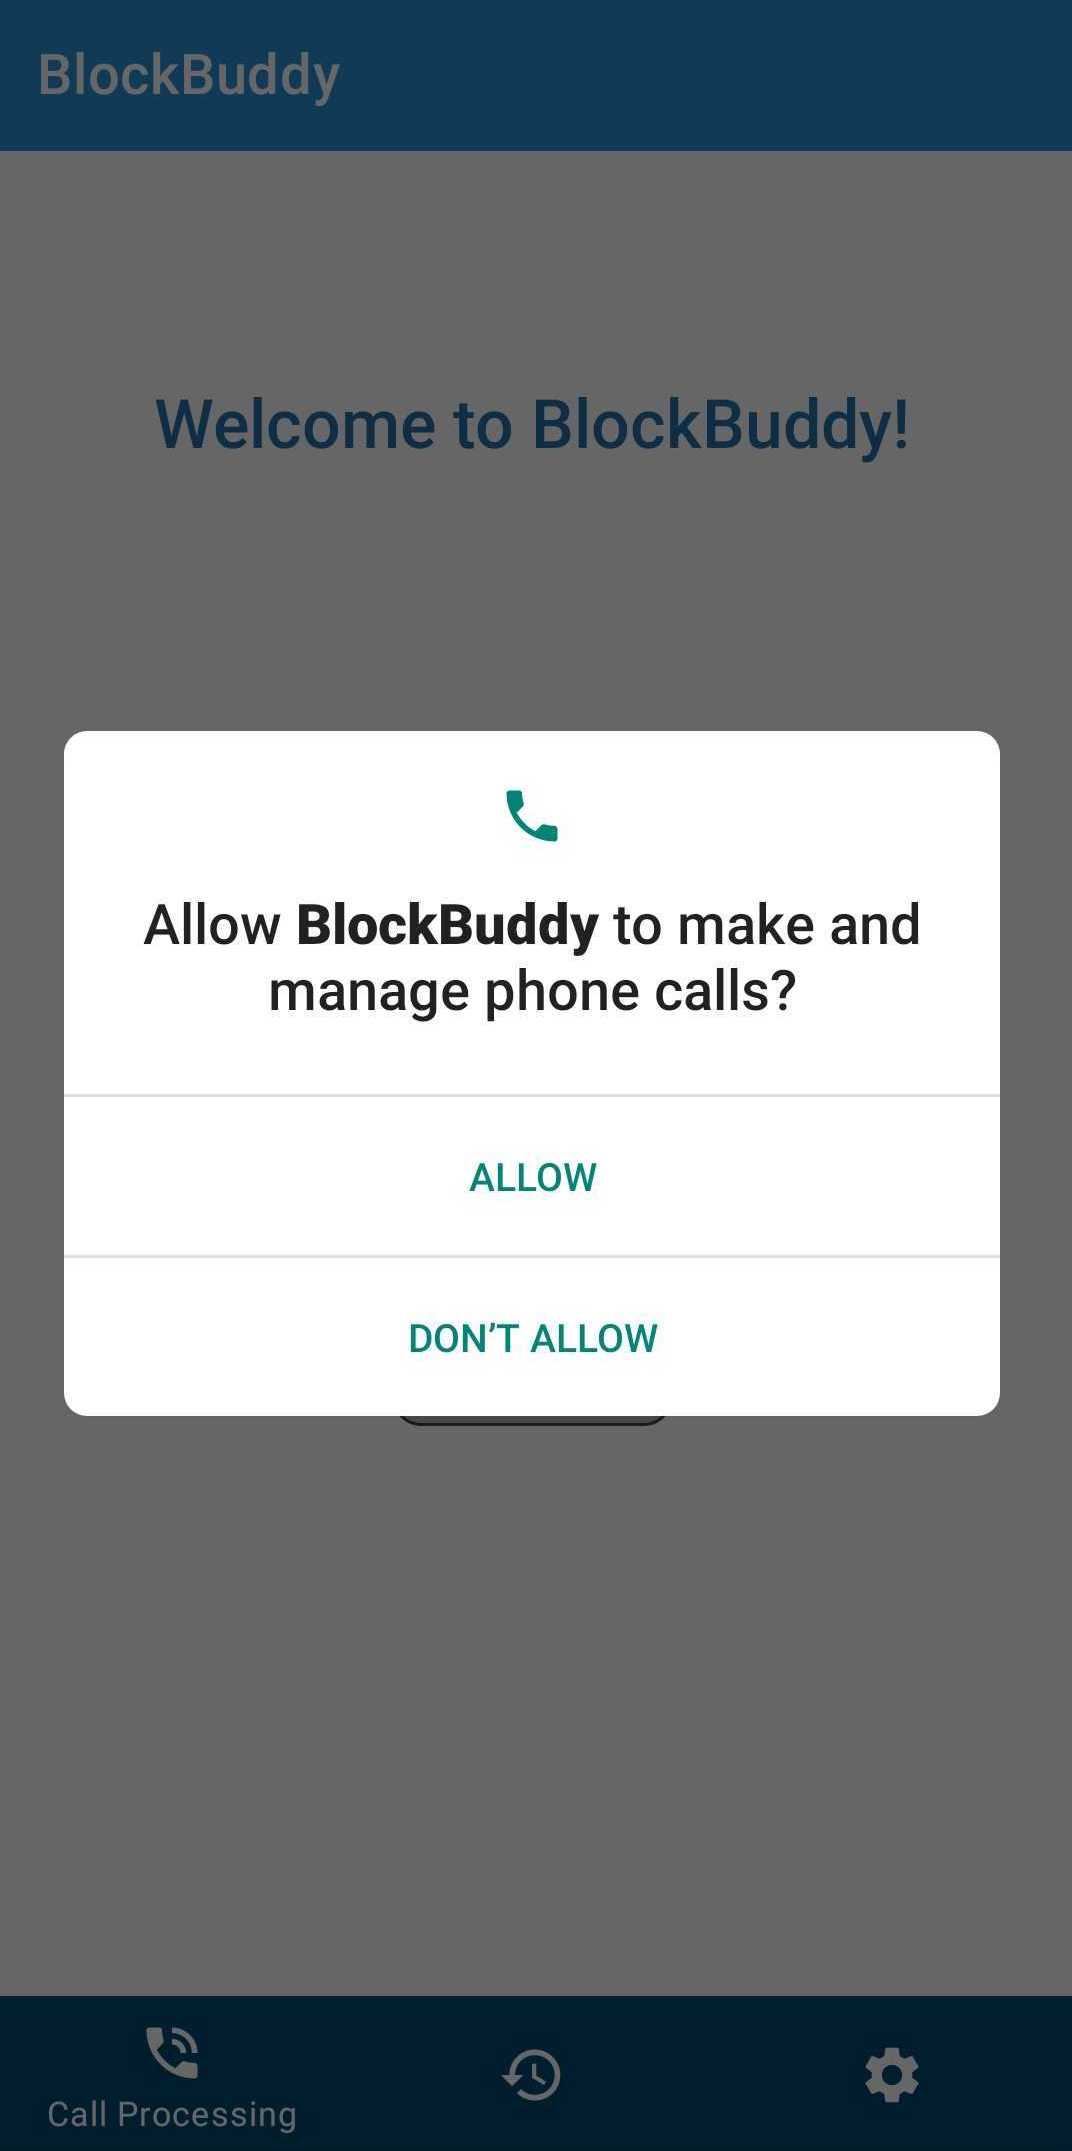 BlockBuddy
Welcome to BlockBuddy!
Allow BlockBuddy to make and
manage phone calls?
ALLOW
DON’T ALLOW
Call Processing